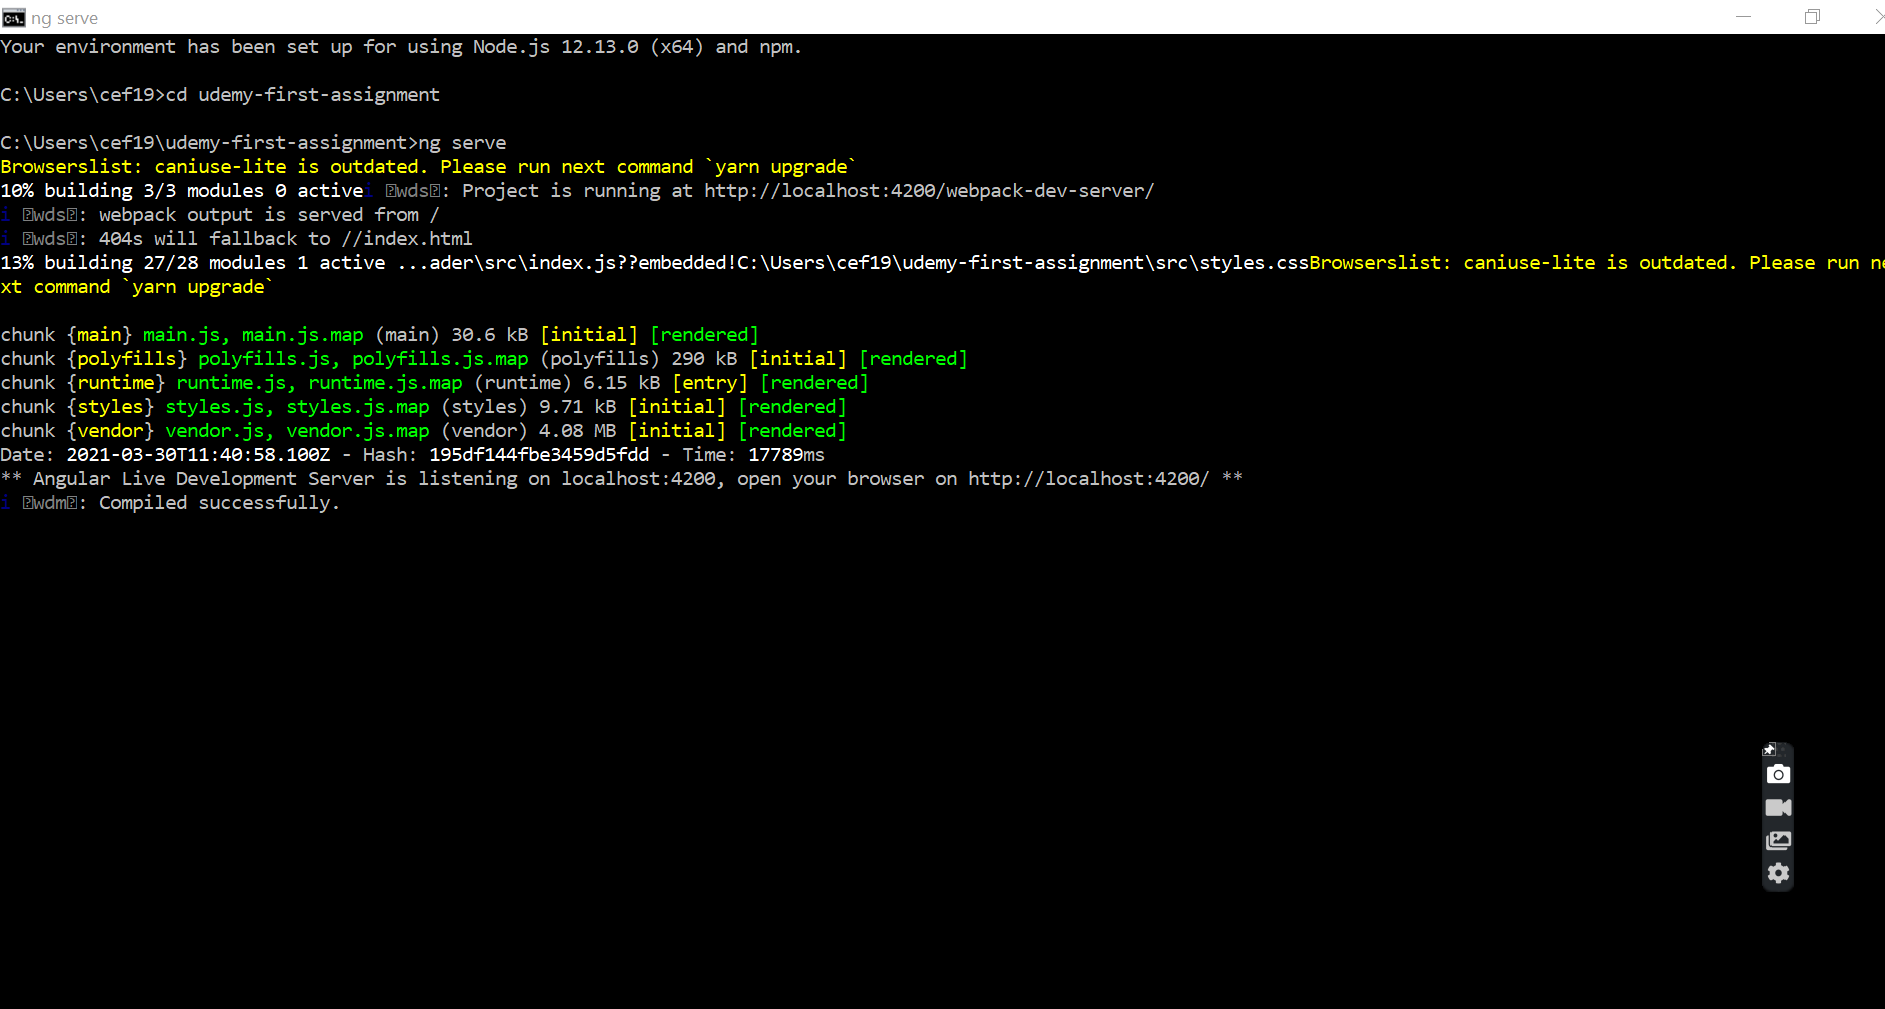 ng serve
Your environment has been set up for using Node.js 12.13.0 (x64) and npm.
C:\Users\cef19>cd udemy-first-assignment
C:\Users\cef19\udemy-first-assignment>ng serve
Browserslist: caniuse-lite is outdated. Please run next command `yarn upgrade`
10% building 3/3 modules 0 activei ⍰wds⍰: Project is running at http://localhost:4200/webpack-dev-server/
i ⍰wds⍰: webpack output is served from /
i ⍰wds⍰: 404s will fallback to //index.html
13% building 27/28 modules 1 active ...ader\src\index.js??embedded!C:\Users\cef19\udemy-first-assignment\src\styles.cssBrowserslist: caniuse-lite is outdated. Please run ne
xt command `yarn upgrade`
chunk {main} main.js, main.js.map (main) 30.6 kB [initial] [rendered]
chunk {polyfills} polyfills.js, polyfills.js.map (polyfills) 290 kB [initial] [rendered]
chunk {runtime} runtime.js, runtime.js.map (runtime) 6.15 kB [entry] [rendered]
chunk {styles} styles.js, styles.js.map (styles) 9.71 kB [initial] [rendered]
chunk {vendor} vendor.js, vendor.js.map (vendor) 4.08 MB [initial] [rendered]
Date: 2021-03-30T11:40:58.100Z - Hash: 195df144fbe3459d5fdd - Time: 17789ms
** Angular Live Development Server is listening on localhost:4200, open your browser on http://localhost:4200/ **
i ⍰wdm⍰: Compiled successfully.